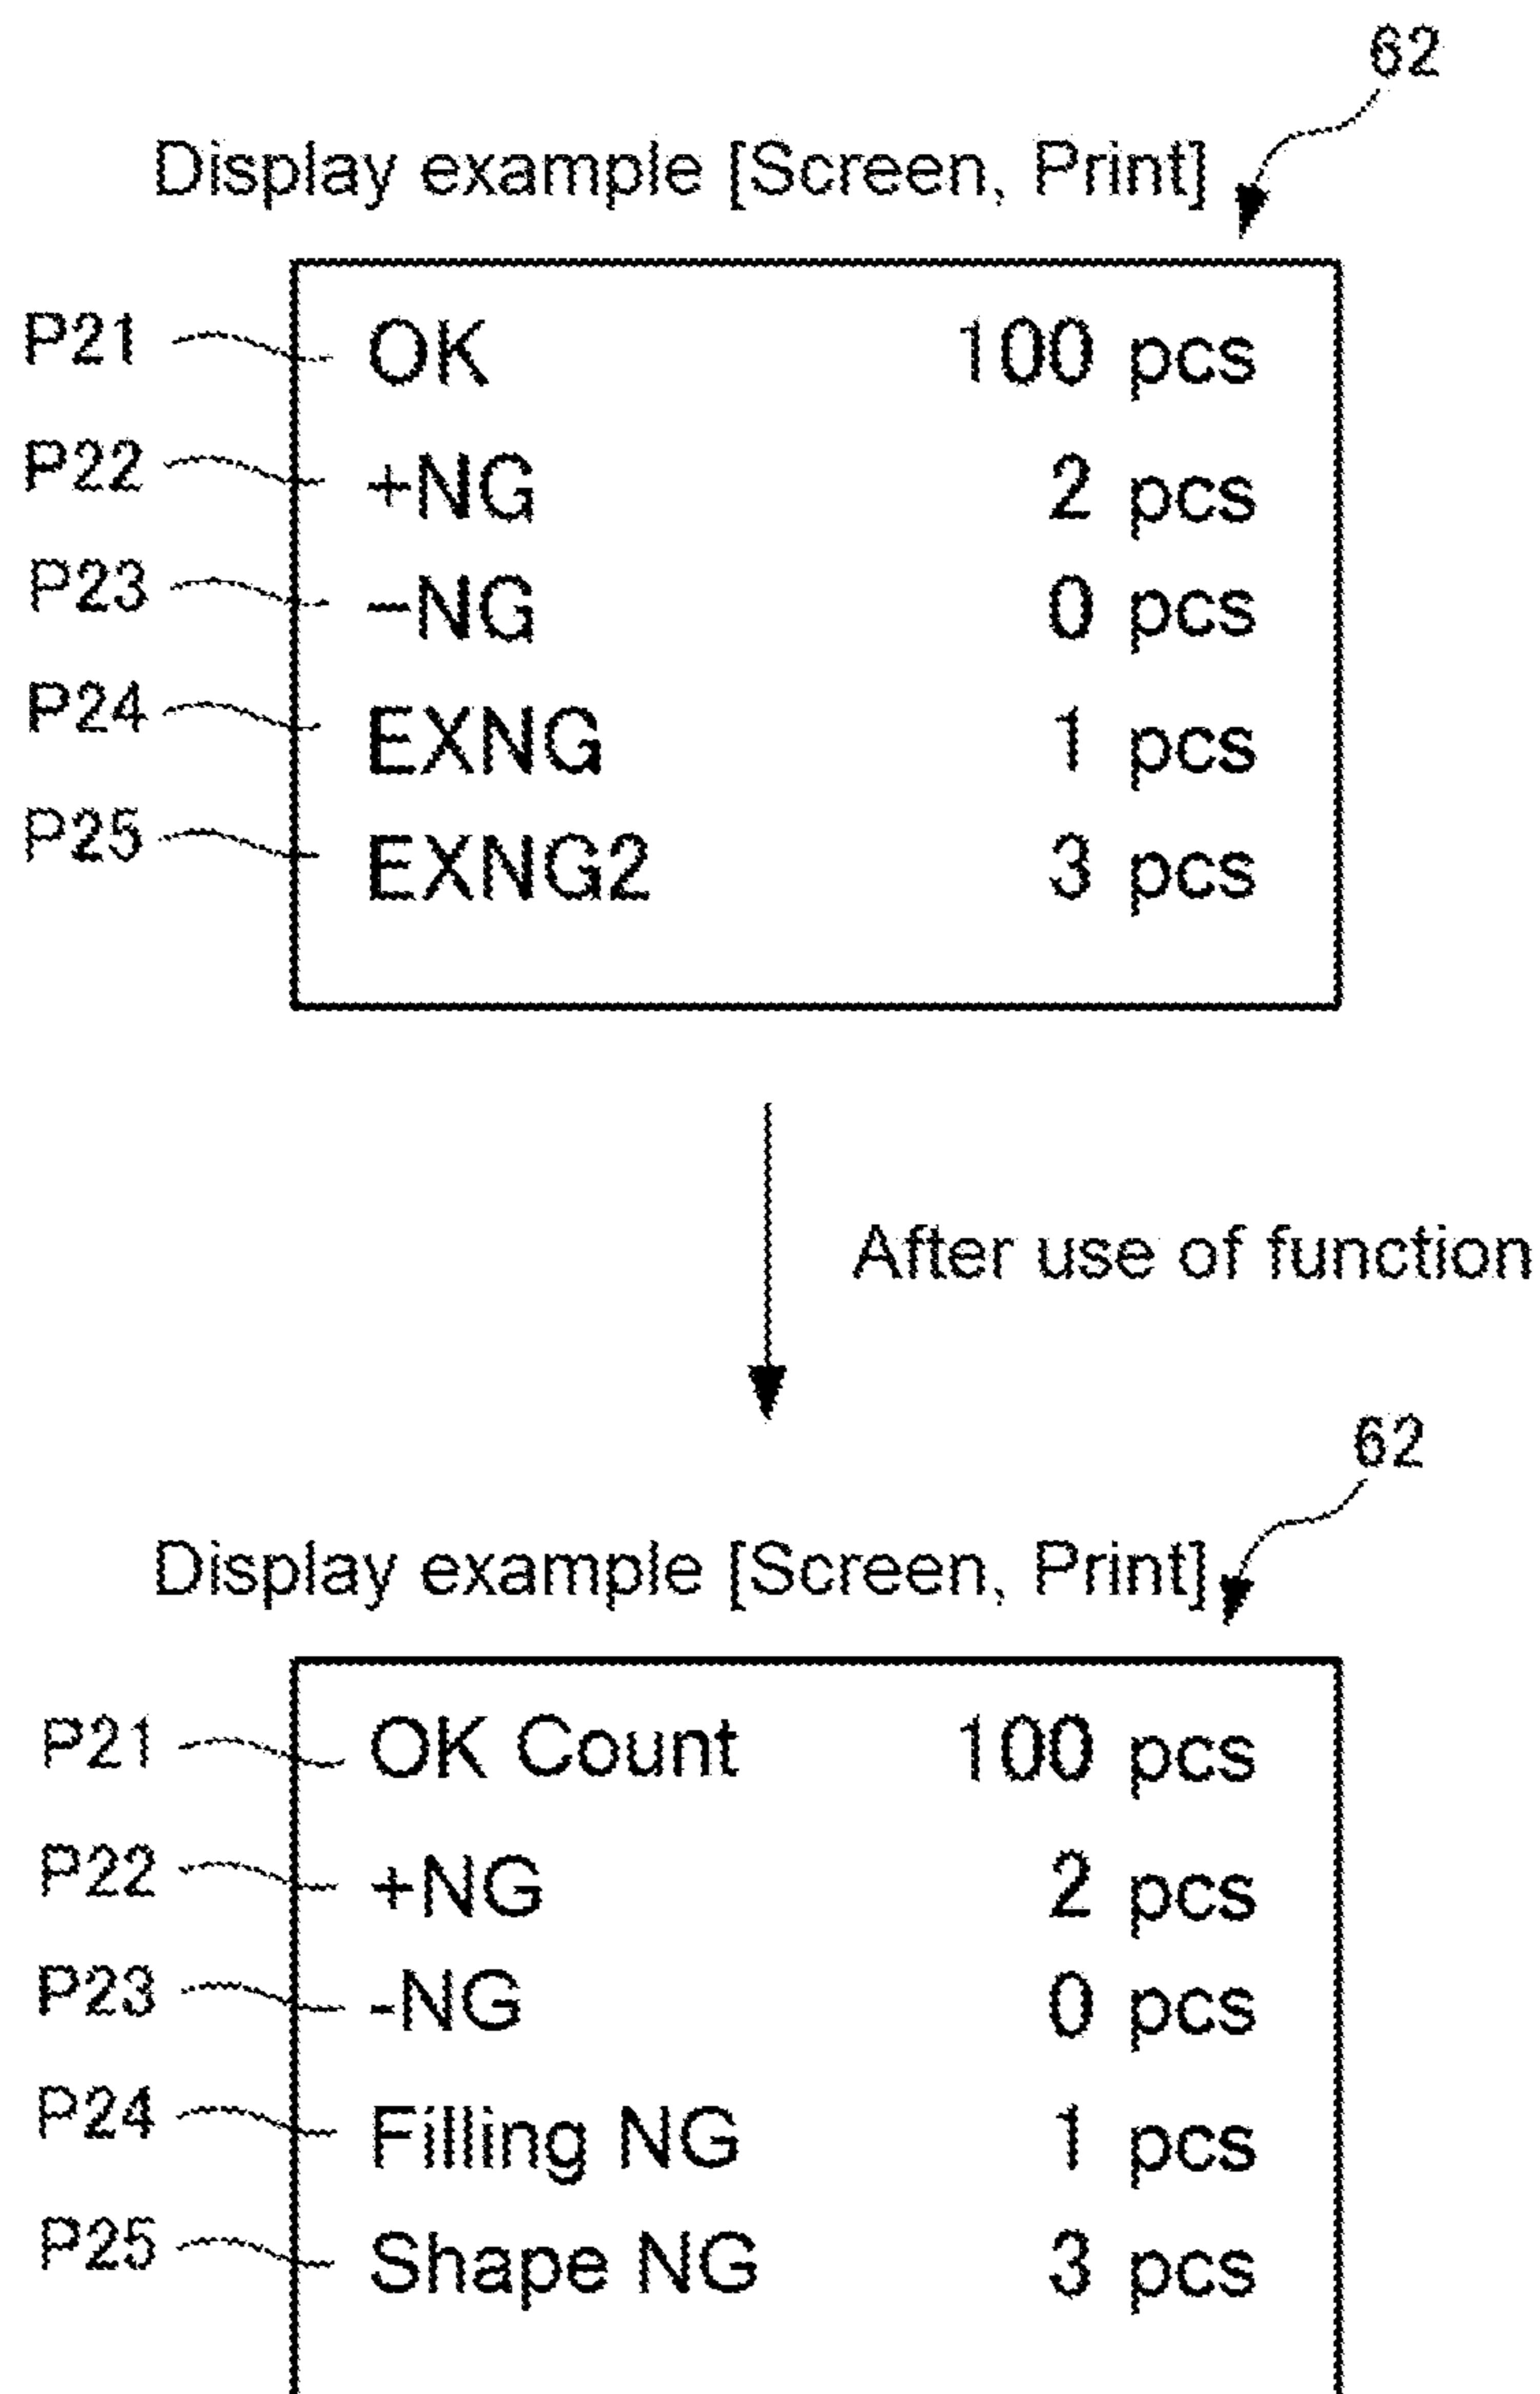 62
Display example [Screen, Print]
P21 OK 100 pcs
P22 +NG 2 pcs
P23 −NG 0 pcs
P24 EXNG 1 pcs
P25 EXNG2 3 pcs
After use of function
62
Display example [Screen, Print]
P21 OK Count 100 pcs
P22 +NG 2 pcs
P23 -NG 0 pcs
P24 Filling NG 1 pcs
P25 Shape NG 3 pcs